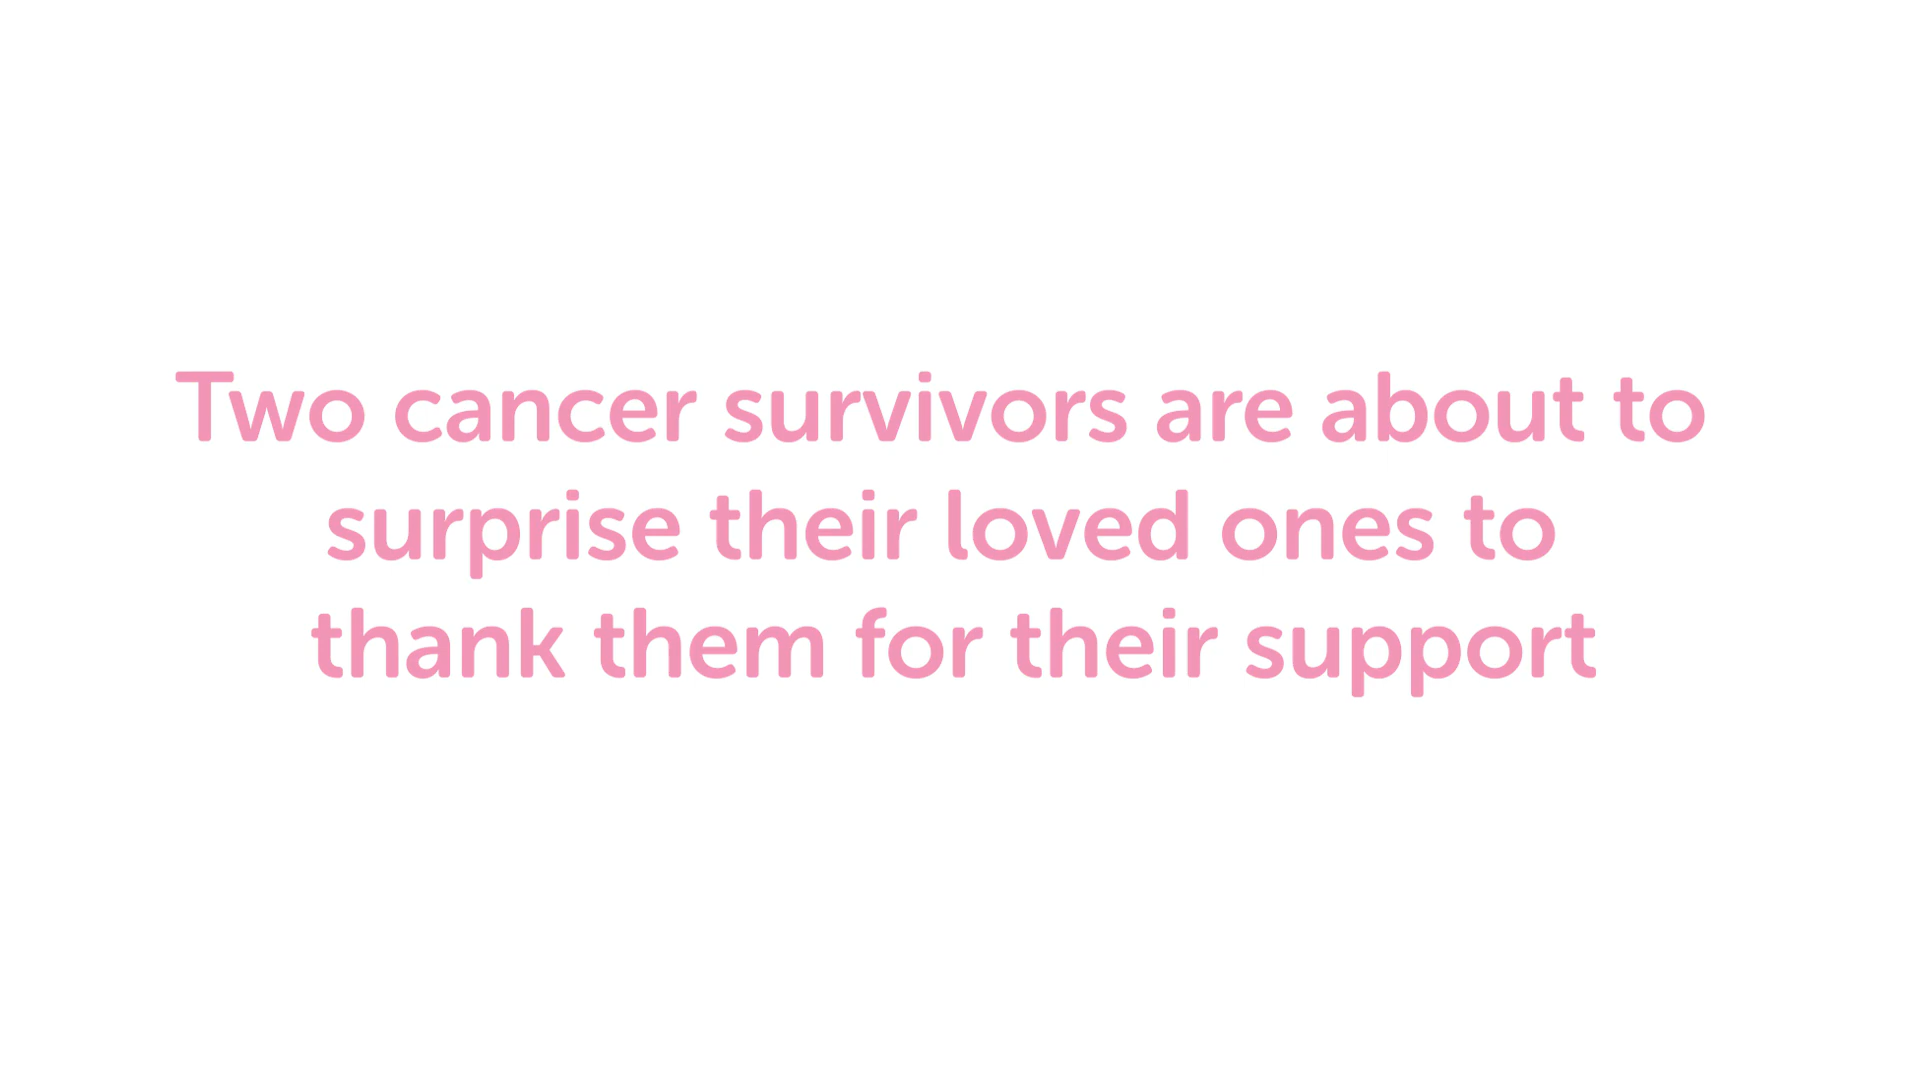 Two cancer survivors are about to
surprise their loved ones to
thank them for their support